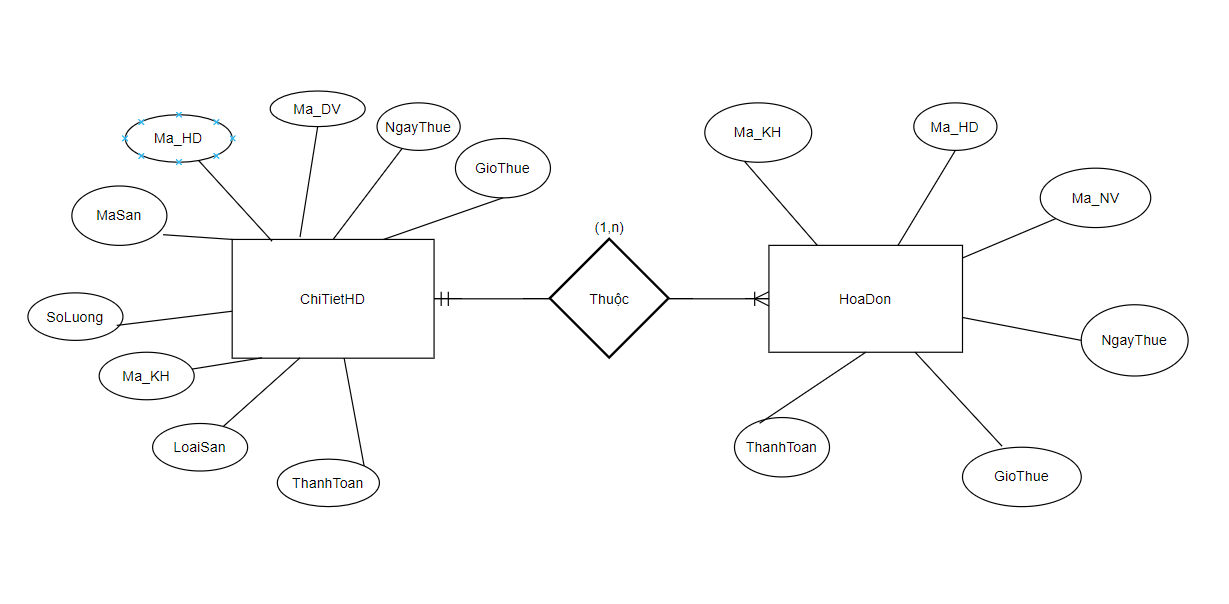 Ma_DV
Ma_HD
NgayThue
GioThue
MaSan
ChiTietHD
SoLuong
Ma_KH
LoaiSan
ThanhToan
(1,n)
Thuộc
Ma_KH
Ma_HD
Ma_NV
HoaDon
NgayThue
ThanhToan
GioThue